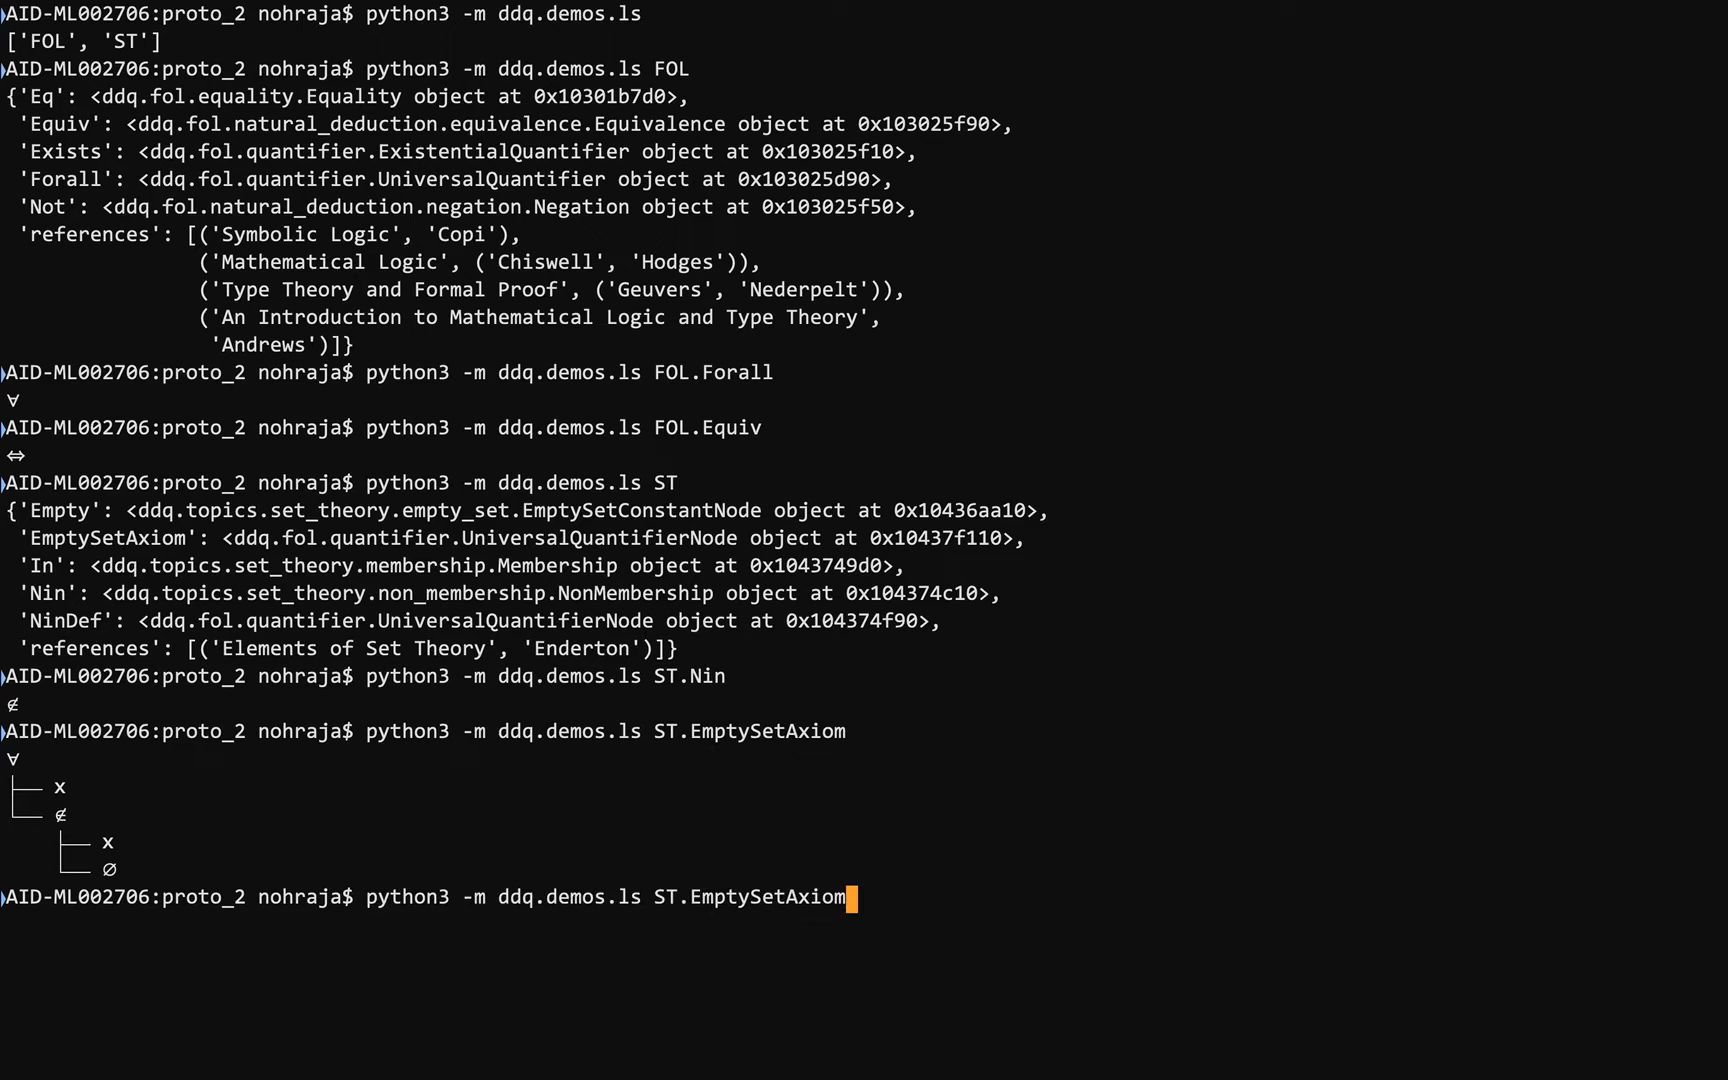 AID-ML002706:proto_2 nohraja$ python3 -m ddq.demos.ls
['FOL', 'ST']
AID-ML002706:proto_2 nohraja$ python3 -m ddq.demos.ls FOL
{'Eq': <ddq.fol.equality.Equality object at 0x10301b7d0>,
 'Equiv': <ddq.fol.natural_deduction.equivalence.Equivalence object at 0x103025f90>,
 'Exists': <ddq.fol.quantifier.ExistentialQuantifier object at 0x103025f10>,
 'Forall': <ddq.fol.quantifier.UniversalQuantifier object at 0x103025d90>,
 'Not': <ddq.fol.natural_deduction.negation.Negation object at 0x103025f50>,
 'references': [('Symbolic Logic', 'Copi'),
                ('Mathematical Logic', ('Chiswell', 'Hodges')),
                ('Type Theory and Formal Proof', ('Geuvers', 'Nederpelt')),
                ('An Introduction to Mathematical Logic and Type Theory',
                 'Andrews')]}
AID-ML002706:proto_2 nohraja$ python3 -m ddq.demos.ls FOL.Forall
∀
AID-ML002706:proto_2 nohraja$ python3 -m ddq.demos.ls FOL.Equiv
⇔
AID-ML002706:proto_2 nohraja$ python3 -m ddq.demos.ls ST
{'Empty': <ddq.topics.set_theory.empty_set.EmptySetConstantNode object at 0x10436aa10>,
 'EmptySetAxiom': <ddq.fol.quantifier.UniversalQuantifierNode object at 0x10437f110>,
 'In': <ddq.topics.set_theory.membership.Membership object at 0x1043749d0>,
 'Nin': <ddq.topics.set_theory.non_membership.NonMembership object at 0x104374c10>,
 'NinDef': <ddq.fol.quantifier.UniversalQuantifierNode object at 0x104374f90>,
 'references': [('Elements of Set Theory', 'Enderton')]}
AID-ML002706:proto_2 nohraja$ python3 -m ddq.demos.ls ST.Nin
∉
AID-ML002706:proto_2 nohraja$ python3 -m ddq.demos.ls ST.EmptySetAxiom
∀
├── x
└── ∉
    ├── x
    └── ∅
AID-ML002706:proto_2 nohraja$ python3 -m ddq.demos.ls ST.EmptySetAxiom